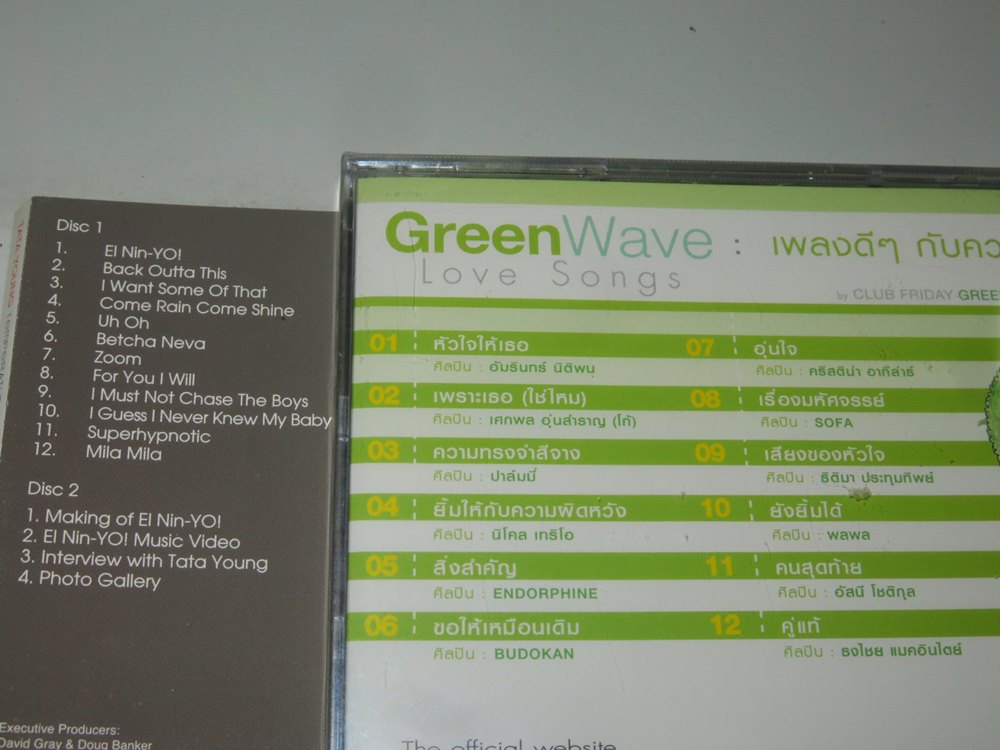 Disc 1
1. El Nin-YO!
2. Back Outta This
3. I Want Some Of That
4. Come Rain Come Shine
5. Uh Oh
6. Betcha Neva
7. Zoom
8. For You I Will
9. I Must Not Chase The Boys
10. I Guess I Never Knew My Baby
11. Superhypnotic
12. Mila Mila
Disc 2
1. Making of El Nin-YO!
2. El Nin-YO! Music Video
3. Interview with Tata Young
4. Photo Gallery
Executive Producers:
David Gray & Doug Banker
GreenWave : เพลงดีๆ กับคว
Love Songs
by CLUB FRIDAY GREEN
01 หัวใจให้เธอ
ศิลปิน : อัมรินทร์ นิติพน
02 เพราะเธอ (ใช่ไหม)
ศิลปิน : เศกพล อุ่นสำราญ (โก้)
03 ความทรงจำสีจาง
ศิลปิน : ปาล์มมี่
04 ยิ้มให้กับความผิดหวัง
ศิลปิน : นิโคล เทริโอ
05 สิ่งสำคัญ
ศิลปิน : ENDORPHINE
06 ขอให้เหมือนเดิม
ศิลปิน : BUDOKAN
07 อุ่นใจ
ศิลปิน : คริสติน่า อากีล่าร์
08 เรื่องมหัศจรรย์
ศิลปิน : SOFA
09 เสียงของหัวใจ
ศิลปิน : ธิติมา ประทุมทิพย์
10 ยังยิ้มได้
ศิลปิน : พลพล
11 คนสุดท้าย
ศิลปิน : อัสนี โชติกุล
12 คู่แท้
ศิลปิน : ธงไชย แมคอินไตย์
The official website